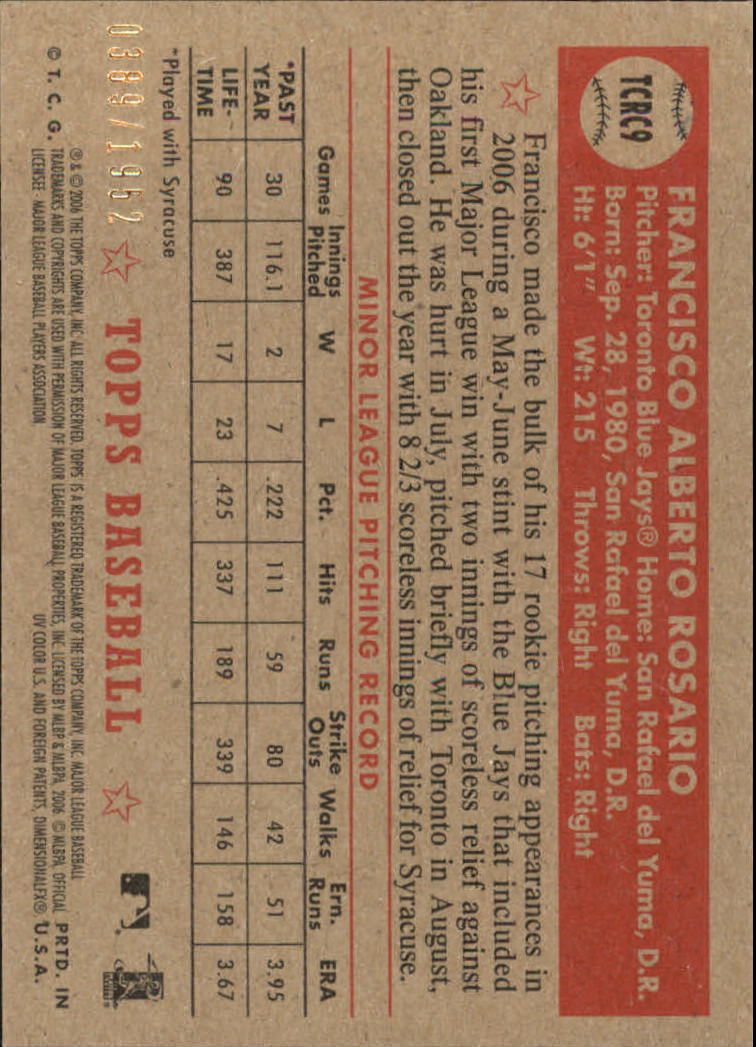 TCRC9
FRANCISCO ALBERTO ROSARIO
Pitcher: Toronto Blue Jays® Home: San Rafael del Yuma, D.R.
Born: Sep. 28, 1980, San Rafael del Yuma, D.R.
Ht: 6'1" Wt: 215 Throws: Right Bats: Right
Francisco made the bulk of his 17 rookie pitching appearances in
2006 during a May-June stint with the Blue Jays that included
his first Major League win with two innings of scoreless relief against
Oakland. He was hurt in July, pitched briefly with Toronto in August,
then closed out the year with 8 2/3 scoreless innings of relief for Syracuse.
MINOR LEAGUE PITCHING RECORD
Games Innings Pitched W L Pct. Hits Runs Strike Outs Walks Ern. Runs ERA
*PAST YEAR 30 116.1 2 7 .222 111 59 80 42 51 3.95
LIFE-TIME 90 387 17 23 .425 337 189 339 146 158 3.67
*Played with Syracuse
0389/1952 TOPPS BASEBALL
® & © 2006 THE TOPPS COMPANY, INC. ALL RIGHTS RESERVED. TOPPS IS A REGISTERED TRADEMARK OF THE TOPPS COMPANY, INC. MAJOR LEAGUE BASEBALL
© T. C. G. TRADEMARKS AND COPYRIGHTS ARE USED WITH PERMISSION OF MAJOR LEAGUE BASEBALL PROPERTIES, INC. LICENSED BY MLBP & MLBPA 2006 © MLBPA OFFICIAL PRTD. IN
LICENSEE - MAJOR LEAGUE BASEBALL PLAYERS ASSOCIATION UV COLOR U.S. AND FOREIGN PATENTS, DIMENSIONALFX® U.S.A.